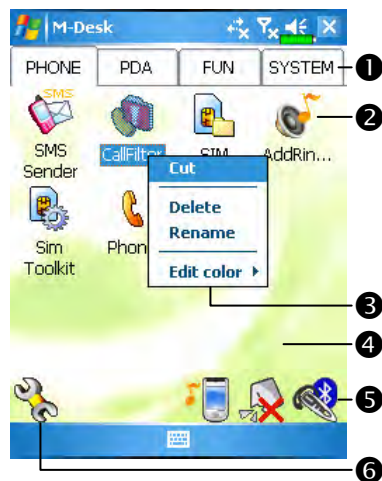 M-Desk
PHONE PDA FUN SYSTEM
1
SMS
2
SMS Sender CallFilter SIM AddRin...
Cut
Delete
Rename
Edit color
Sim Toolkit Phon
3
4
5
6